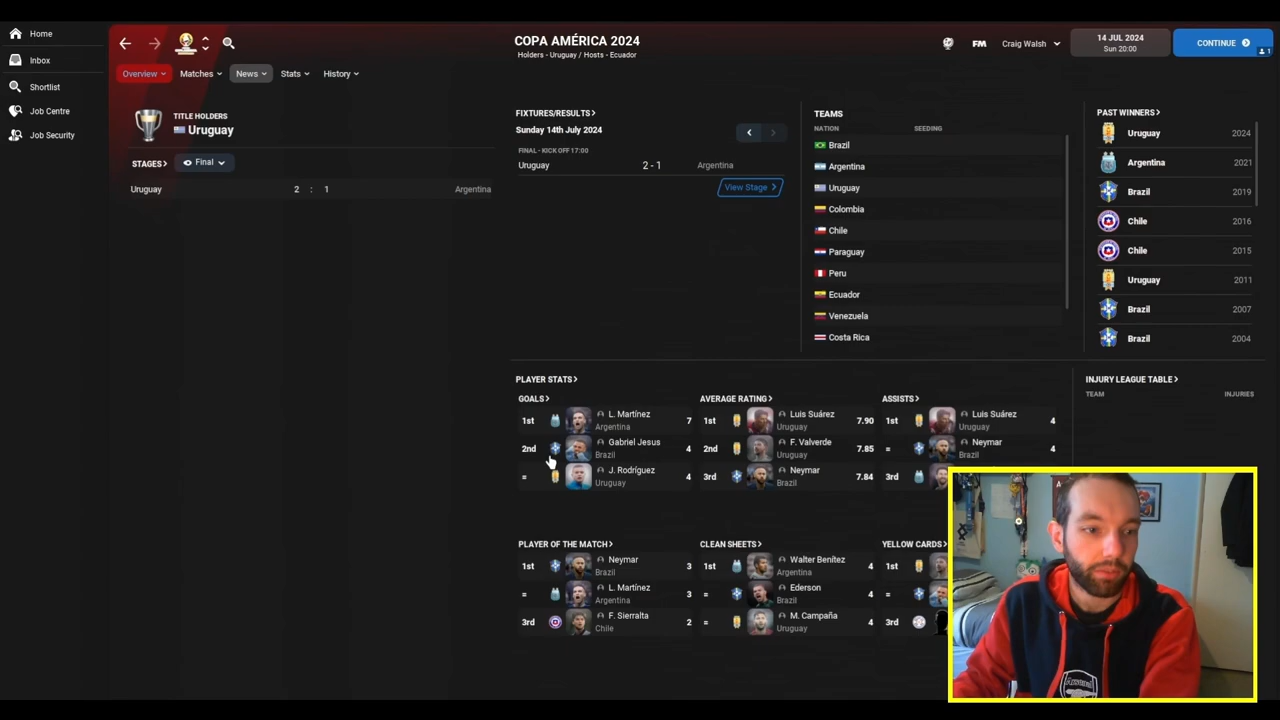 Home
Inbox
Shortlist
Job Centre
Job Security
COPA AMÉRICA 2024
Holders - Uruguay / Hosts - Ecuador
FM
Craig Walsh
14 JUL 2024
Sun 20:00
CONTINUE
1
Overview
Matches
News
Stats
History
TITLE HOLDERS
Uruguay
STAGES
Final
Uruguay 2 : 1 Argentina
FIXTURES/RESULTS
Sunday 14th July 2024
FINAL - KICK OFF 17:00
Uruguay 2 - 1 Argentina
View Stage
TEAMS
NATION SEEDING
Brazil
Argentina
Uruguay
Colombia
Chile
Paraguay
Peru
Ecuador
Venezuela
Costa Rica
PAST WINNERS
Uruguay 2024
Argentina 2021
Brazil 2019
Chile 2016
Chile 2015
Uruguay 2011
Brazil 2007
Brazil 2004
PLAYER STATS
GOALS
1st L. Martínez 7
Argentina
2nd Gabriel Jesus 4
Brazil
= J. Rodríguez 4
Uruguay
AVERAGE RATING
1st Luis Suárez 7.90
Uruguay
2nd F. Valverde 7.85
Uruguay
3rd Neymar 7.84
Brazil
ASSISTS
1st Luis Suárez 4
Uruguay
= Neymar 4
Brazil
3rd
INJURY LEAGUE TABLE
TEAM INJURIES
PLAYER OF THE MATCH
1st Neymar 3
Brazil
= L. Martínez 3
Argentina
3rd F. Sierralta 2
Chile
CLEAN SHEETS
1st Walter Benítez 4
Argentina
= Ederson 4
Brazil
= M. Campaña 4
Uruguay
YELLOW CARDS
1st
=
3rd
Arsenal